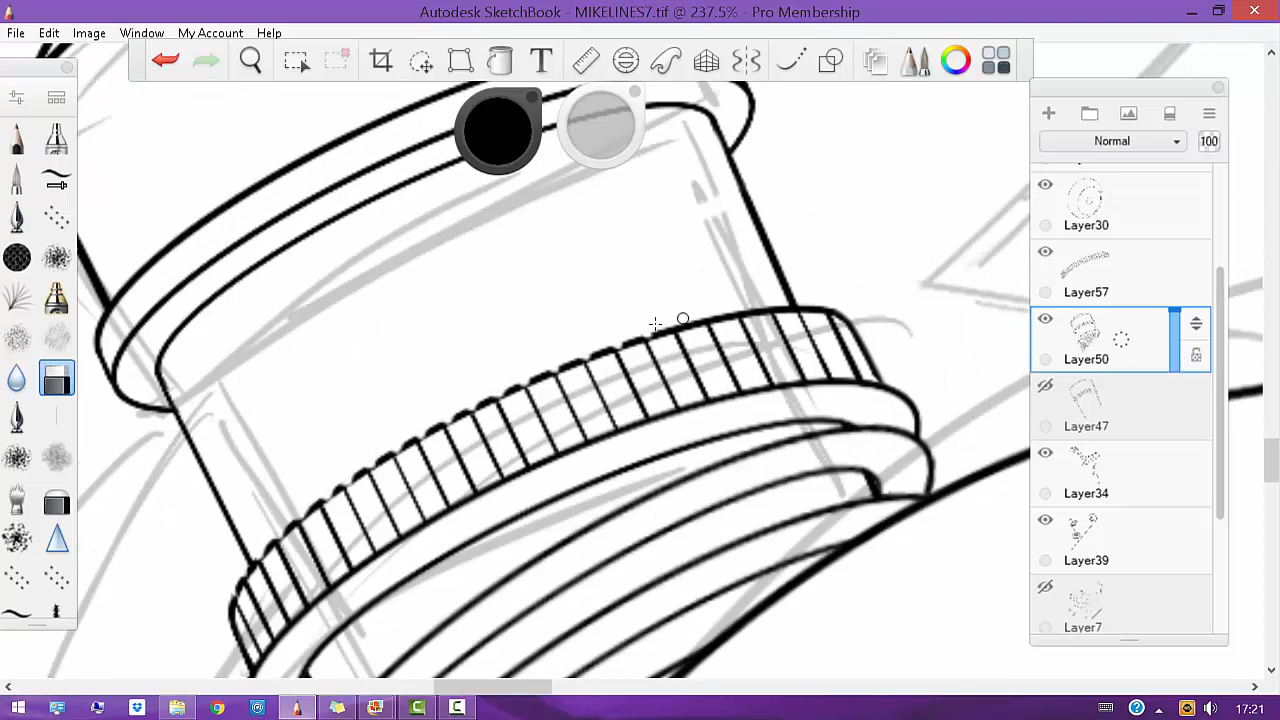 Autodesk SketchBook - MIKELINES7.tif @ 237.5% - Pro Membership
File Edit Image Window My Account Help
Normal 100
Layer30
Layer57
Layer50
Layer47
Layer34
Layer39
Layer7
17:21